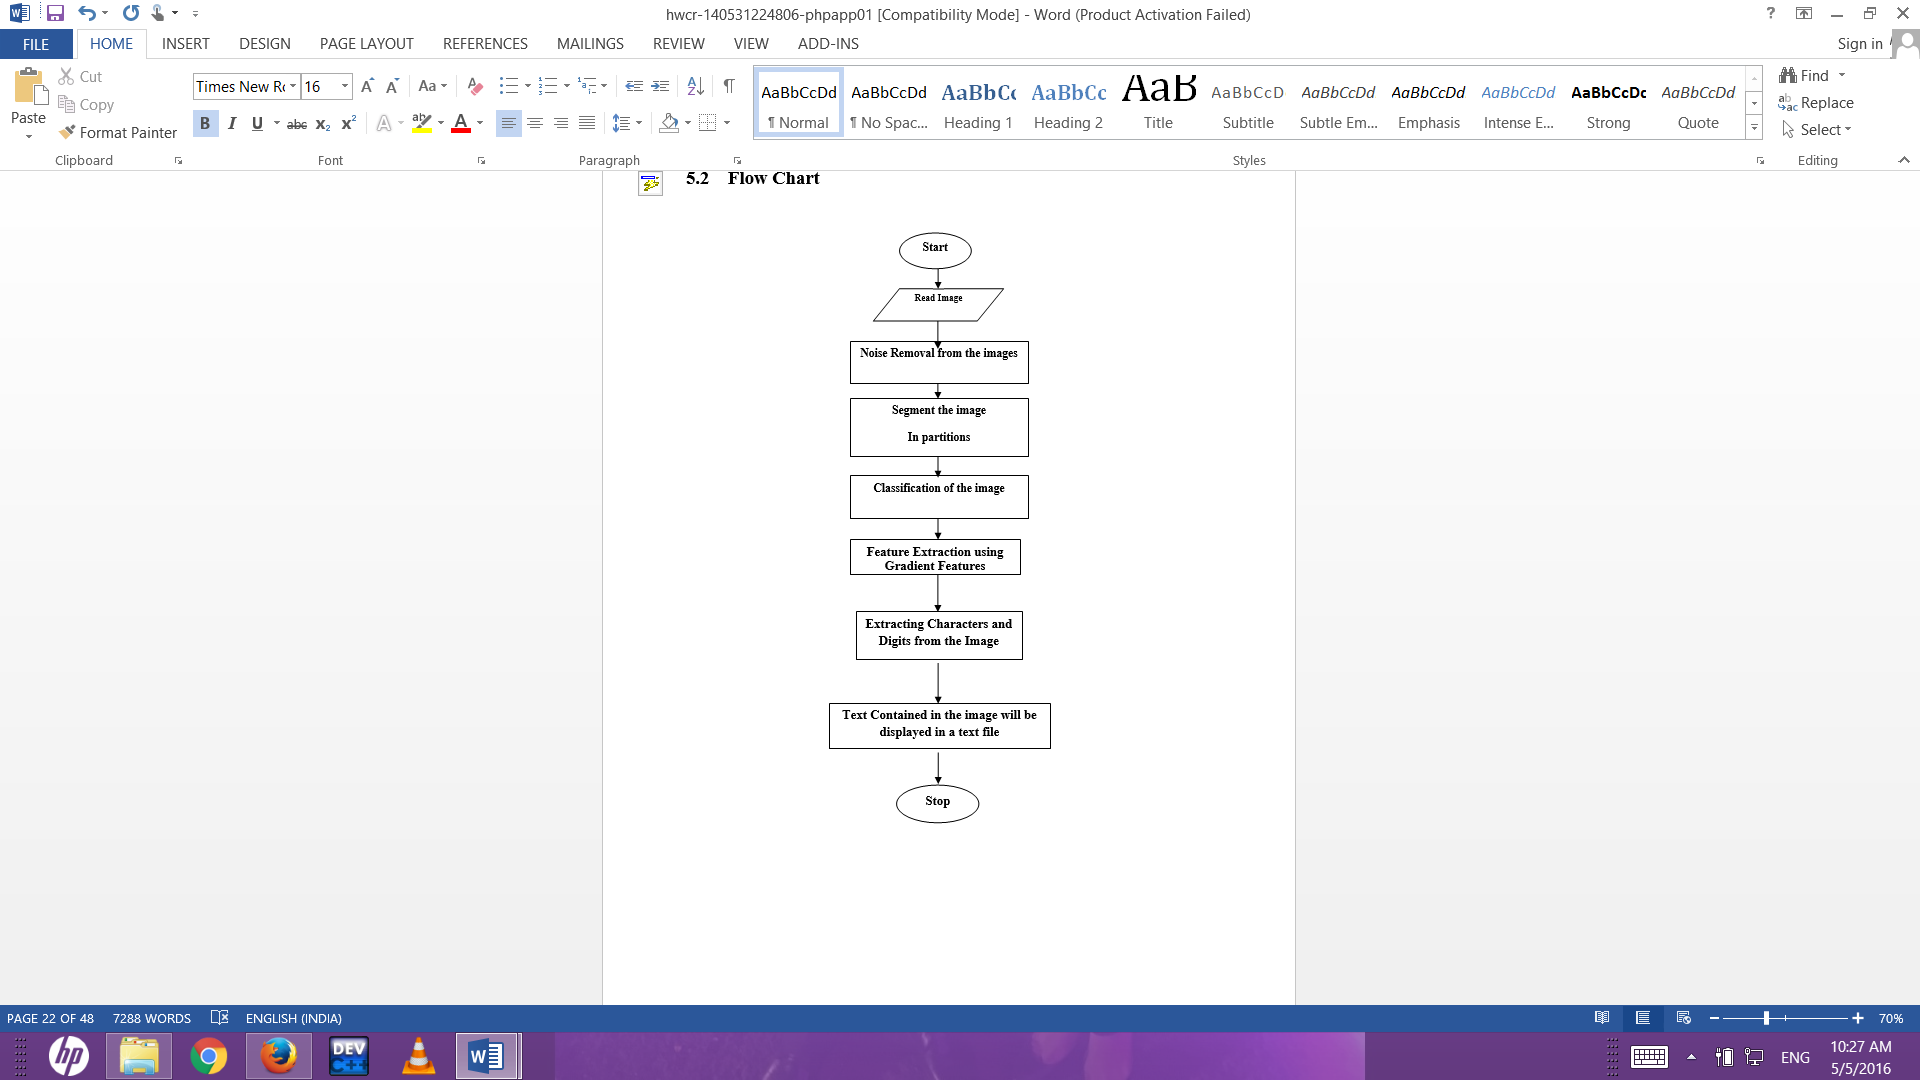 hwcr-140531224806-phpapp01 [Compatibility Mode] - Word (Product Activation Failed)
?
FILE
HOME
INSERT
DESIGN
PAGE LAYOUT
REFERENCES
MAILINGS
REVIEW
VIEW
ADD-INS
Sign in
Paste
Cut
Copy
Format Painter
Clipboard
Times New Ro
16
Aa
B I U abc x₂ x²
Font
Paragraph
AaBbCcDd
¶ Normal
AaBbCcDd
¶ No Spac...
AaBbCc
Heading 1
AaBbCc
Heading 2
AaB
Title
AaBbCcD
Subtitle
AaBbCcDd
Subtle Em...
AaBbCcDd
Emphasis
AaBbCcDd
Intense E...
AaBbCcDc
Strong
AaBbCcDd
Quote
Styles
Find
Replace
Select
Editing
5.2 Flow Chart
Start
Read Image
Noise Removal from the images
Segment the image
In partitions
Classification of the image
Feature Extraction using
Gradient Features
Extracting Characters and
Digits from the Image
Text Contained in the image will be
displayed in a text file
Stop
PAGE 22 OF 48
7288 WORDS
ENGLISH (INDIA)
70%
hp
DEV
C++
W
ENG
10:27 AM
5/5/2016